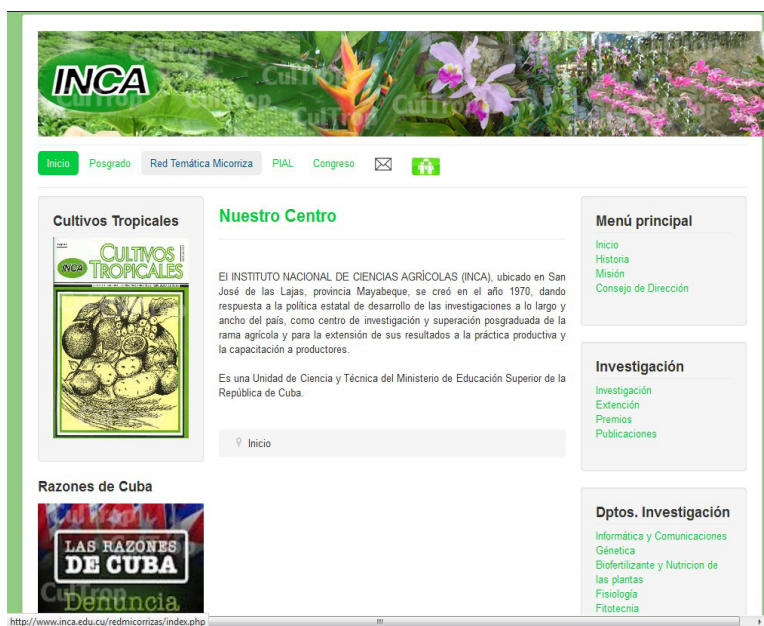 INCA
Inicio Posgrado Red Temática Micorriza PIAL Congreso
Cultivos Tropicales
INCA
CULTIVOS
TROPICALES
Razones de Cuba
LAS RAZONES
DE CUBA
Denuncia
Nuestro Centro
El INSTITUTO NACIONAL DE CIENCIAS AGRÌCOLAS (INCA), ubicado en San
José de las Lajas, provincia Mayabeque, se creó en el año 1970, dando
respuesta a la política estatal de desarrollo de las investigaciones a lo largo y
ancho del país, como centro de investigación y superación posgraduada de la
rama agrícola y para la extensión de sus resultados a la práctica productiva y
la capacitación a productores.
Es una Unidad de Ciencia y Técnica del Ministerio de Educación Superior de la
República de Cuba.
Inicio
Menú principal
Inicio
Historia
Misión
Consejo de Dirección
Investigación
Investigación
Extención
Premios
Publicaciones
Dptos. Investigación
Informática y Comunicaciones
Génetica
Biofertilizante y Nutricion de
las plantas
Fisiología
Fitotecnia
http://www.inca.edu.cu/redmicorrizas/index.php